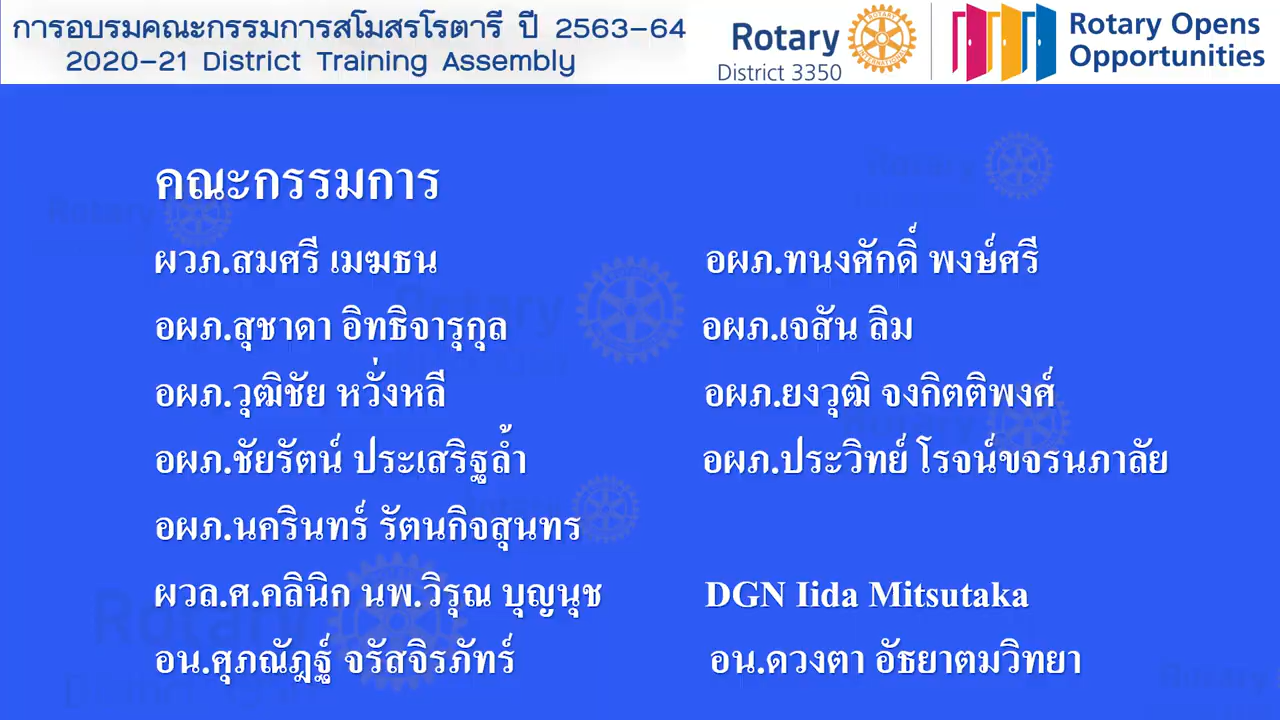 การอบรมคณะกรรมการสโมสรโรตารี ปี 2563-64
2020-21 District Training Assembly
Rotary
District 3350
Rotary Opens
Opportunities
คณะกรรมการ
ผวภ.สมศรี เมฆธน
อผภ.ทนงศักดิ์ พงษ์ศรี
อผภ.สุชาดา อิทธิจารุกุล
อผภ.เจสัน ลิม
อผภ.วุฒิชัย หวั่งหลี
อผภ.ยงวุฒิ จงกิตติพงศ์
อผภ.ชัยรัตน์ ประเสริฐล้ำ
อผภ.ประวิทย์ โรจน์ขจรนภาลัย
อผภ.นครินทร์ รัตนกิจสุนทร
ผวล.ศ.คลินิก นพ.วิรุณ บุญนุช
DGN Iida Mitsutaka
อน.ศุภณัฎฐ์ จรัสจิรภัทร์
อน.ดวงตา อัธยาตมวิทยา